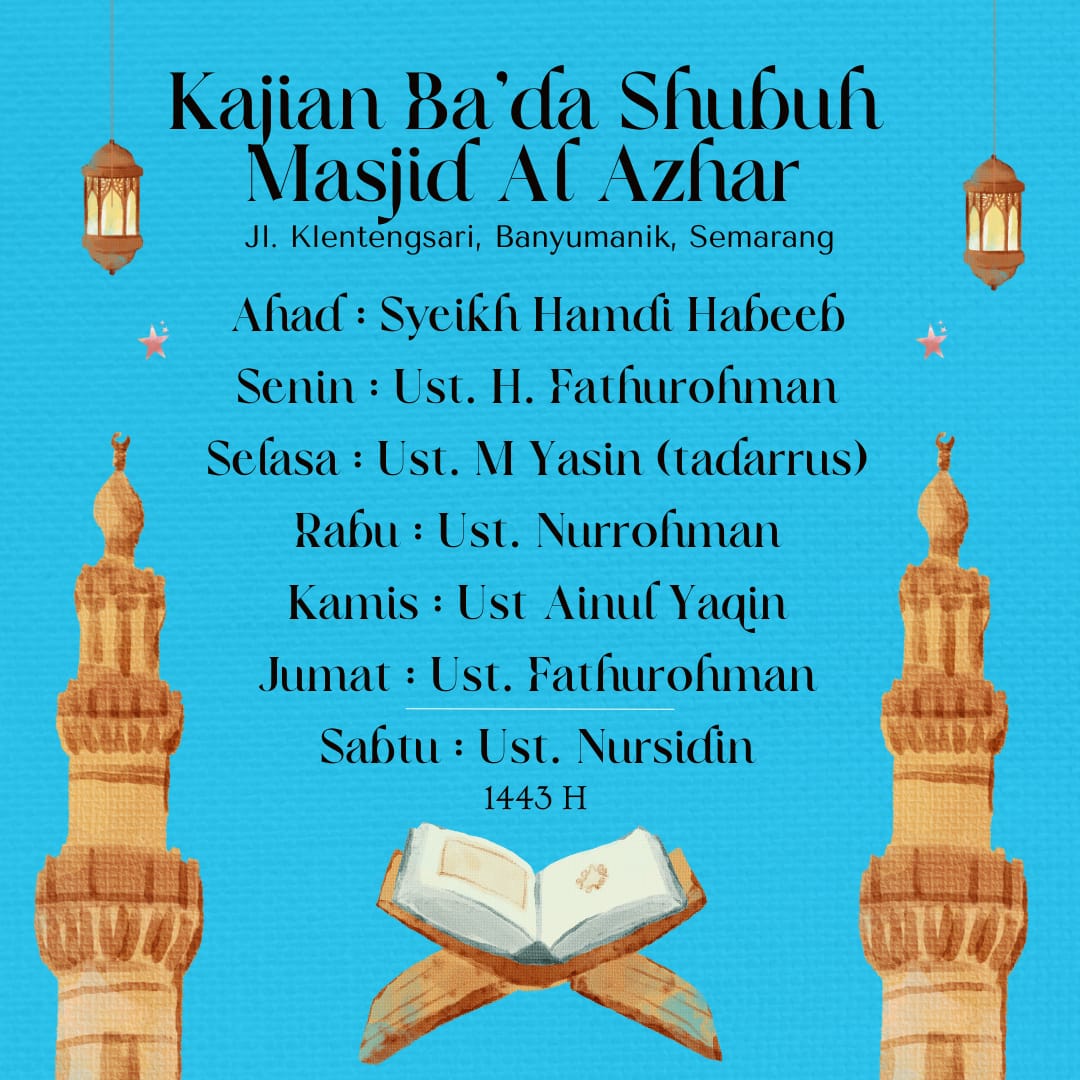 Kajian Ba'da Shubuh
Masjid Al Azhar
Jl. Klentengsari, Banyumanik, Semarang
Ahad : Syeikh Hamdi Habeeb
Senin : Ust. H. Fathurohman
Selasa : Ust. M Yasin (tadarrus)
Rabu : Ust. Nurrohman
Kamis : Ust Ainul Yaqin
Jumat : Ust. Fathurohman
Sabtu : Ust. Nursidin
1443 H